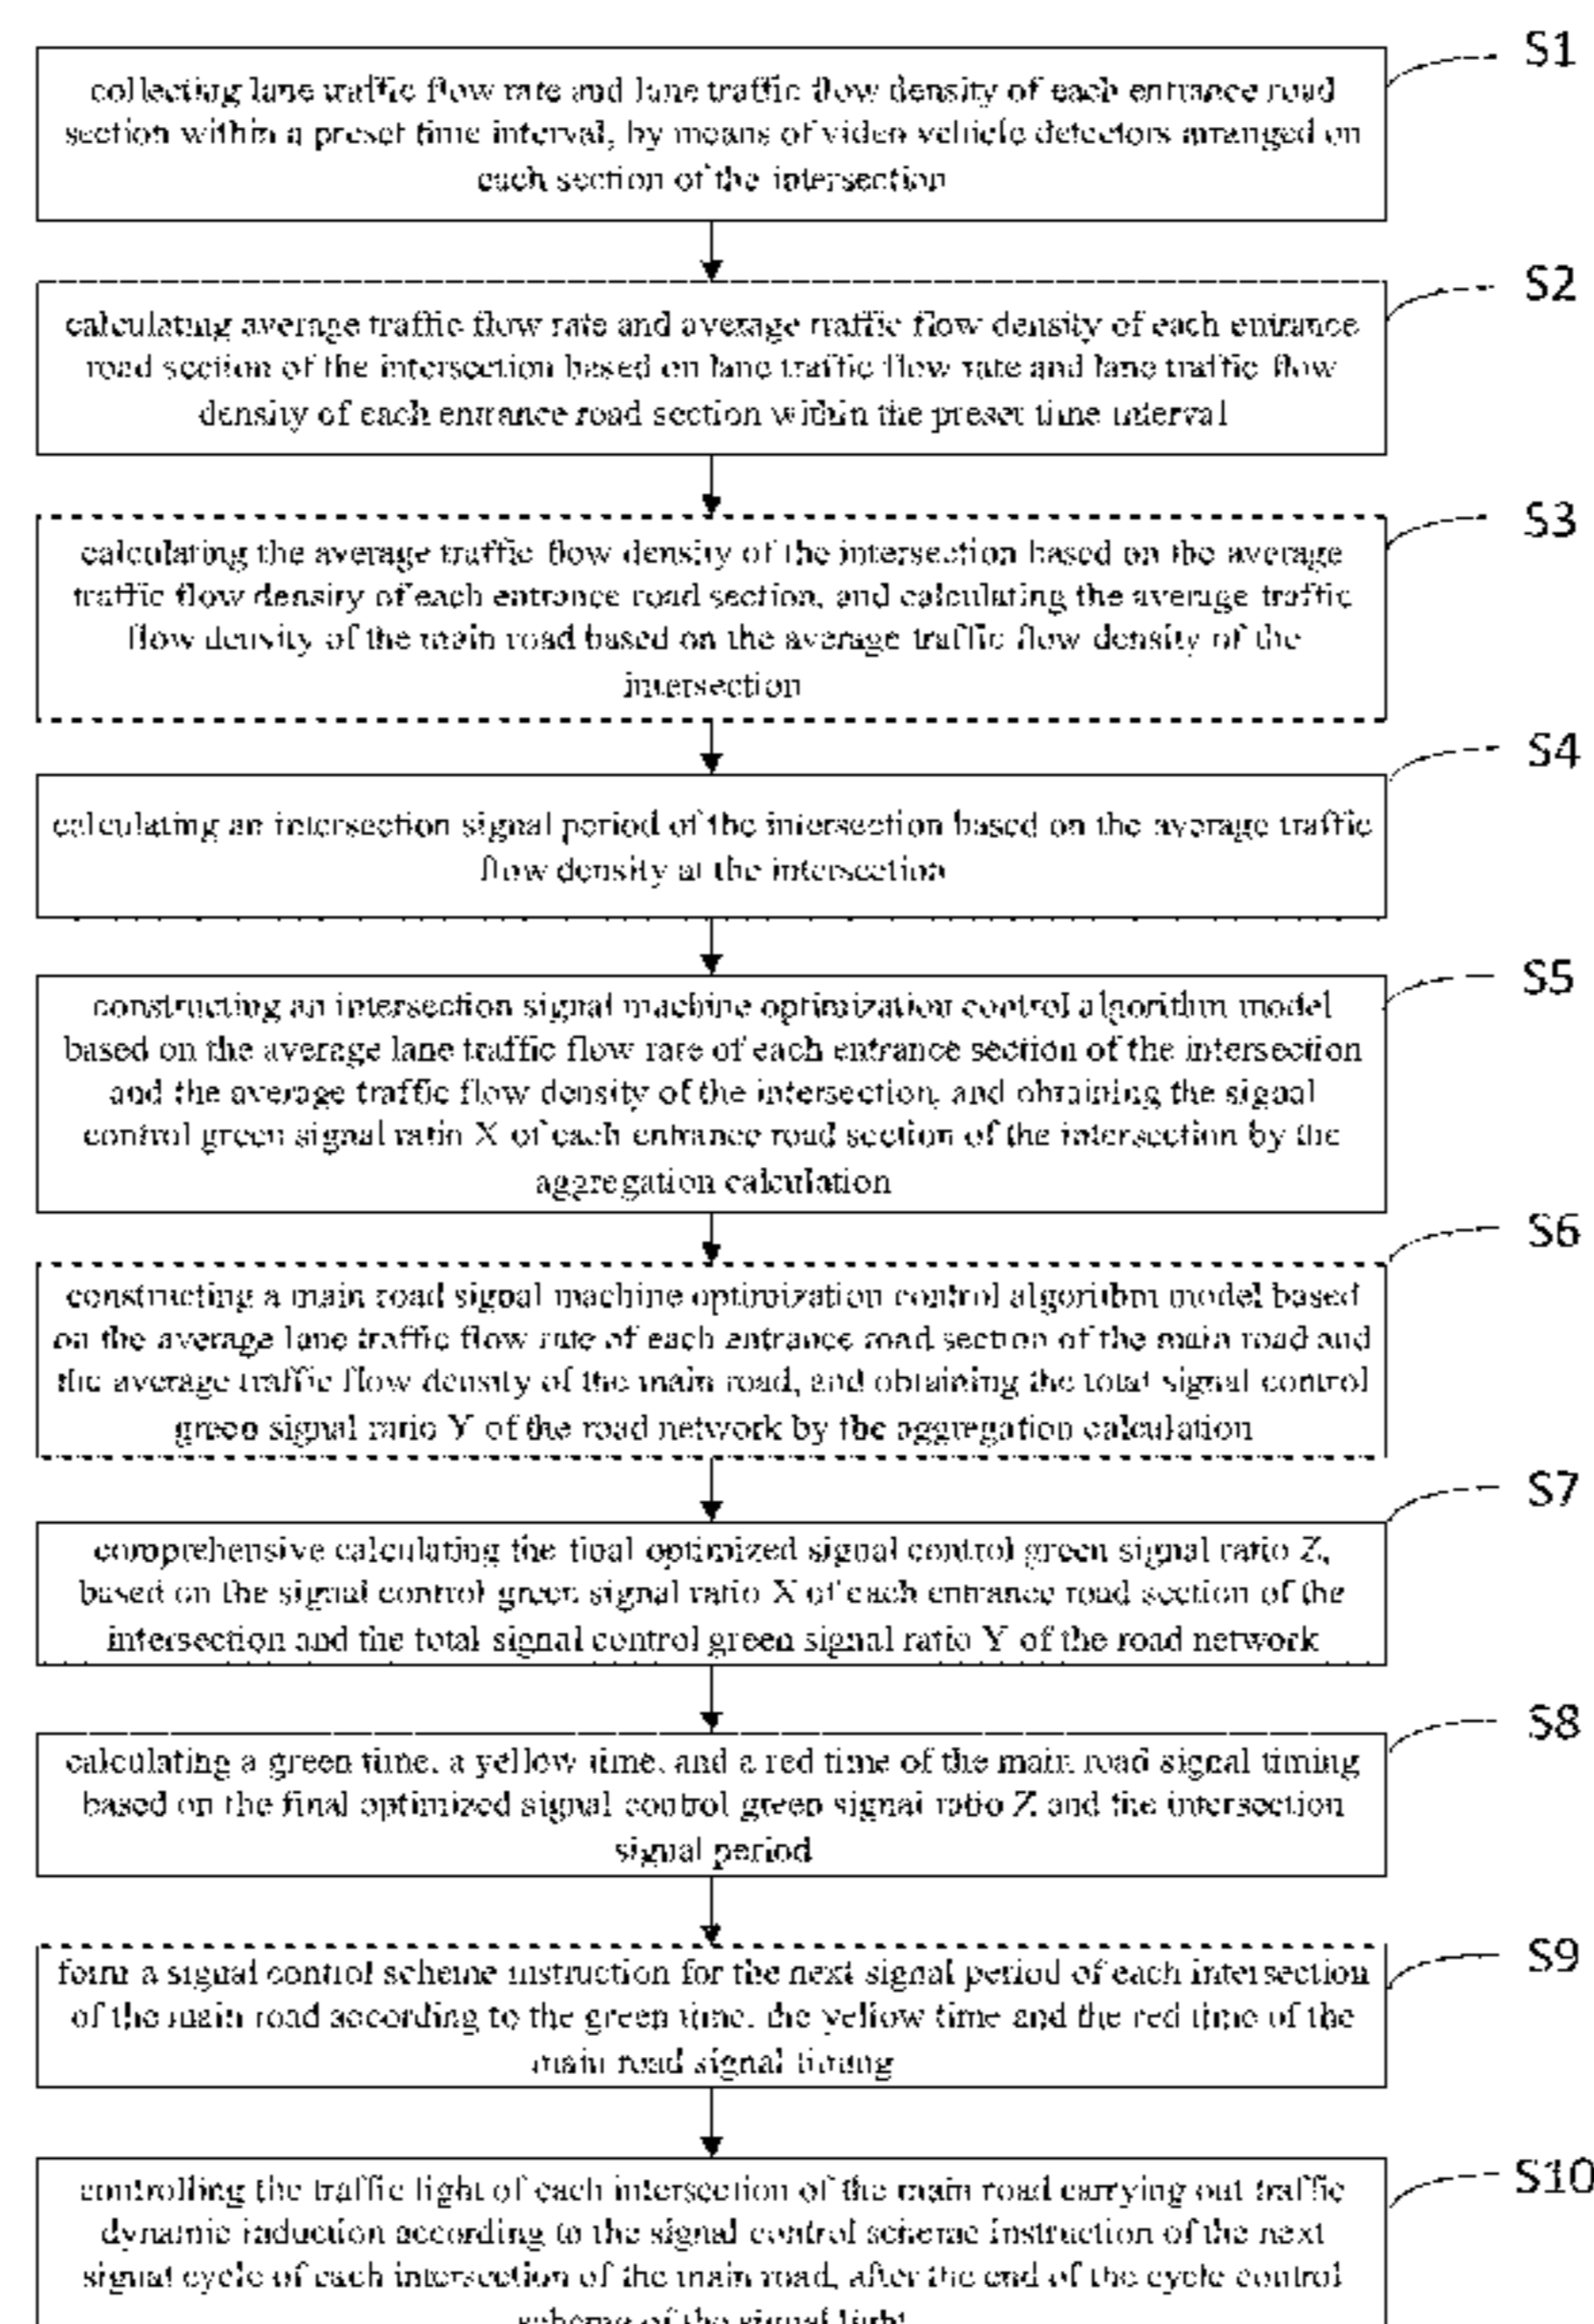 S1
collecting lane traffic flow rate and lane traffic flow density of each entrance road
section within a preset time interval, by means of video vehicle detectors arranged on
each section of the intersection
S2
calculating average traffic flow rate and average traffic flow density of each entrance
road section of the intersection based on lane traffic flow rate and lane traffic flow
density of each entrance road section within the preset time interval
S3
calculating the average traffic flow density of the intersection based on the average
traffic flow density of each entrance road section, and calculating the average traffic
flow density of the main road based on the average traffic flow density of the
intersection
S4
calculating an intersection signal period of the intersection based on the average traffic
flow density at the intersection
S5
constructing an intersection signal machine optimization control algorithm model
based on the average lane traffic flow rate of each entrance section of the intersection
and the average traffic flow density of the intersection, and obtaining the signal
control green signal ratio X of each entrance road section of the intersection by the
aggregation calculation
S6
constructing a main road signal machine optimization control algorithm model based
on the average lane traffic flow rate of each entrance road section of the main road and
the average traffic flow density of the main road, and obtaining the total signal control
green signal ratio Y of the road network by the aggregation calculation
S7
comprehensive calculating the final optimized signal control green signal ratio Z,
based on the signal control green signal ratio X of each entrance road section of the
intersection and the total signal control green signal ratio Y of the road network
S8
calculating a green time, a yellow time, and a red time of the main road signal timing
based on the final optimized signal control green signal ratio Z and the intersection
signal period
S9
form a signal control scheme instruction for the next signal period of each intersection
of the main road according to the green time, the yellow time and the red time of the
main road signal timing
S10
controlling the traffic light of each intersection of the main road carrying out traffic
dynamic induction according to the signal control scheme instruction of the next
signal cycle of each intersection of the main road, after the end of the cycle control
scheme of the signal light